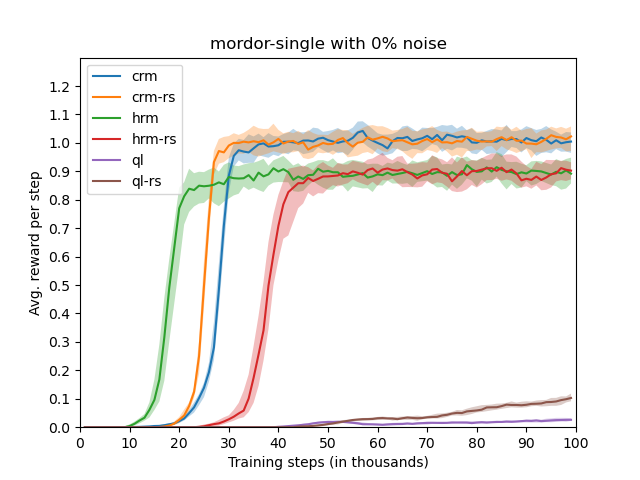 mordor-single with 0% noise
crm
crm-rs
hrm
hrm-rs
ql
ql-rs
Avg. reward per step
1.2
1.1
1.0
0.9
0.8
0.7
0.6
0.5
0.4
0.3
0.2
0.1
0.0
0 10 20 30 40 50 60 70 80 90 100
Training steps (in thousands)